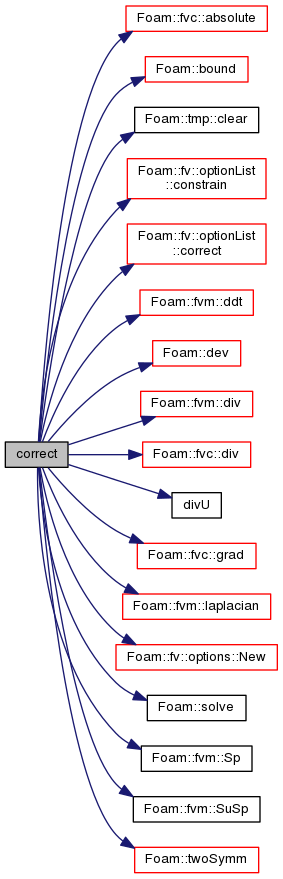 Foam::fvc::absolute
Foam::bound
Foam::tmp::clear
Foam::fv::optionList
::constrain
Foam::fv::optionList
::correct
Foam::fvm::ddt
Foam::dev
Foam::fvm::div
correct
Foam::fvc::div
divU
Foam::fvc::grad
Foam::fvm::laplacian
Foam::fv::options::New
Foam::solve
Foam::fvm::Sp
Foam::fvm::SuSp
Foam::twoSymm